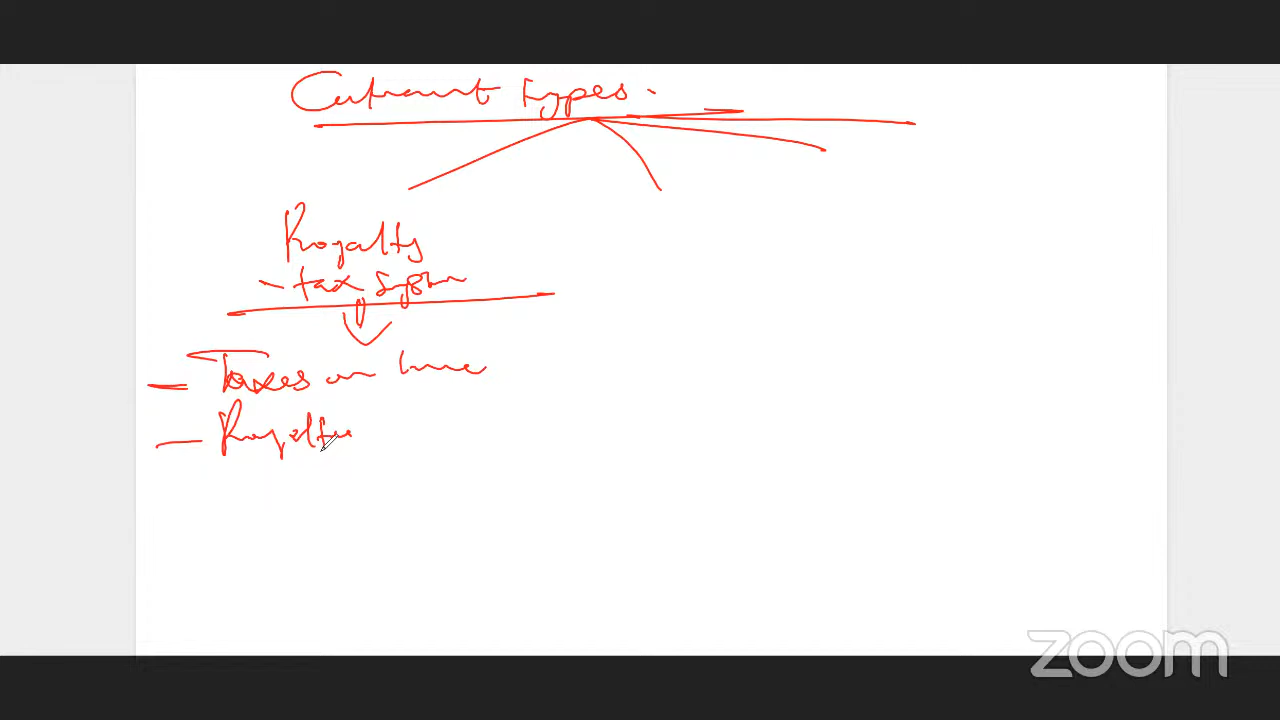 Contract Types.
Royalty
- tax system
- Taxes on Income
- Royalties
zoom